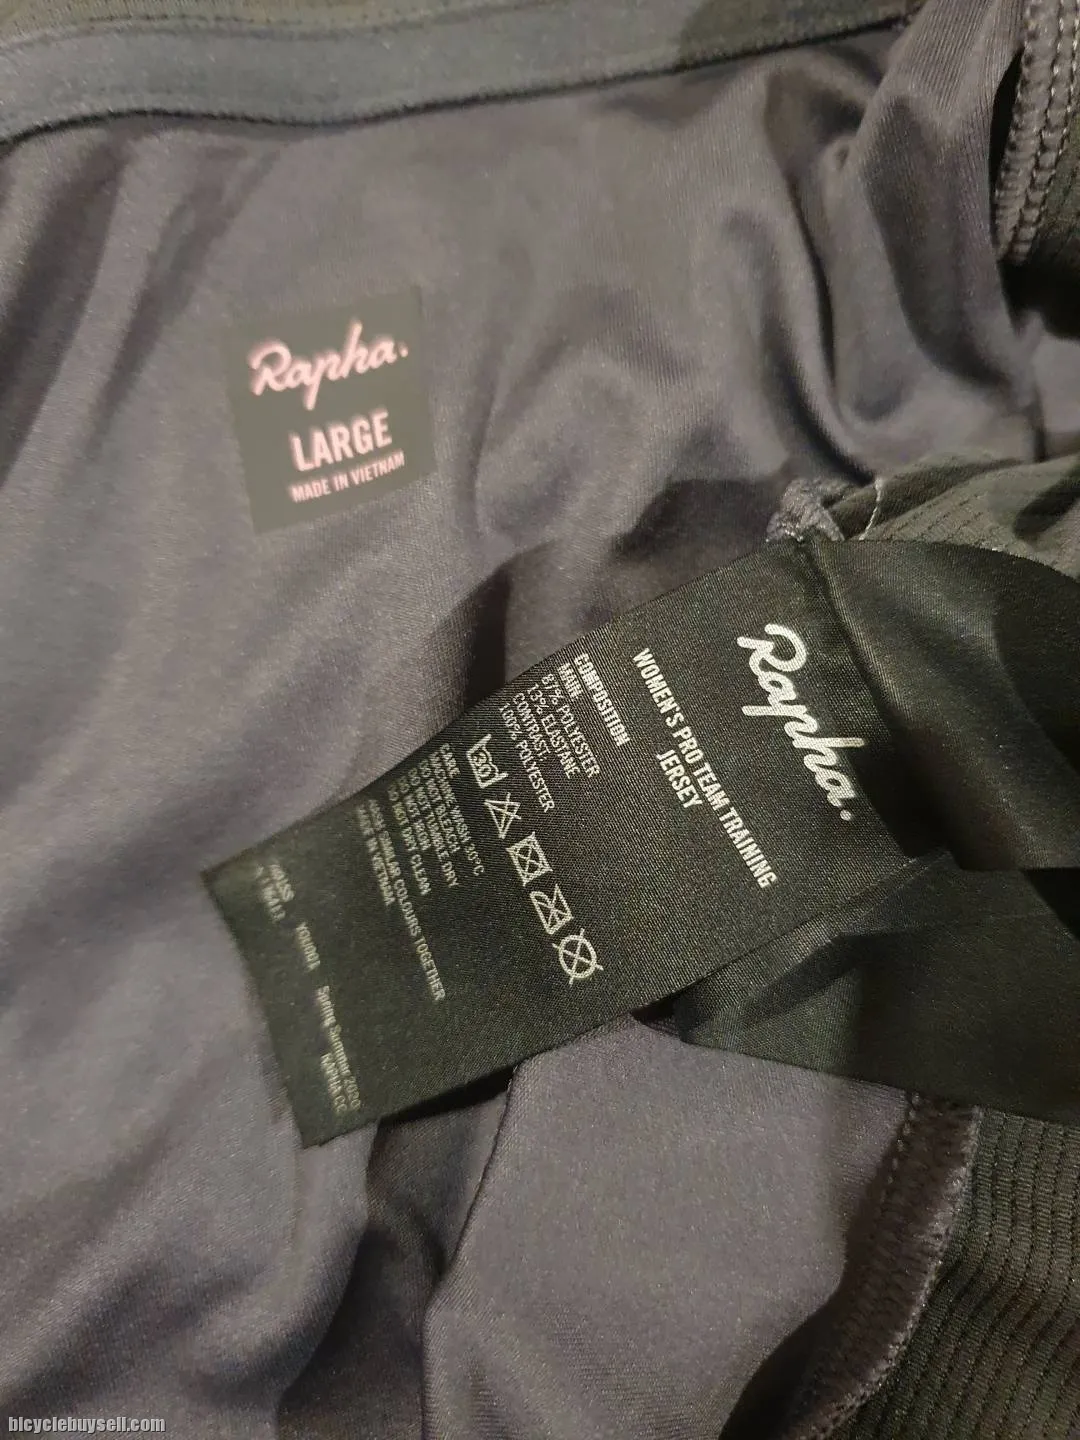 Rapha.
LARGE
MADE IN VIETNAM
Rapha.
WOMEN'S PRO TEAM TRAINING
JERSEY
COMPOSITION
MAIN
87% POLYESTER
13% ELASTANE
CONTRAST
100% POLYESTER
30
CARE
MACHINE WASH 30°C
DO NOT BLEACH
DO NOT TUMBLE DRY
DO NOT IRON
DO NOT DRY CLEAN
WASH SIMILAR COLOURS TOGETHER
MADE IN VIETNAM
Spring Summer 2020
bicyclebuysell.com